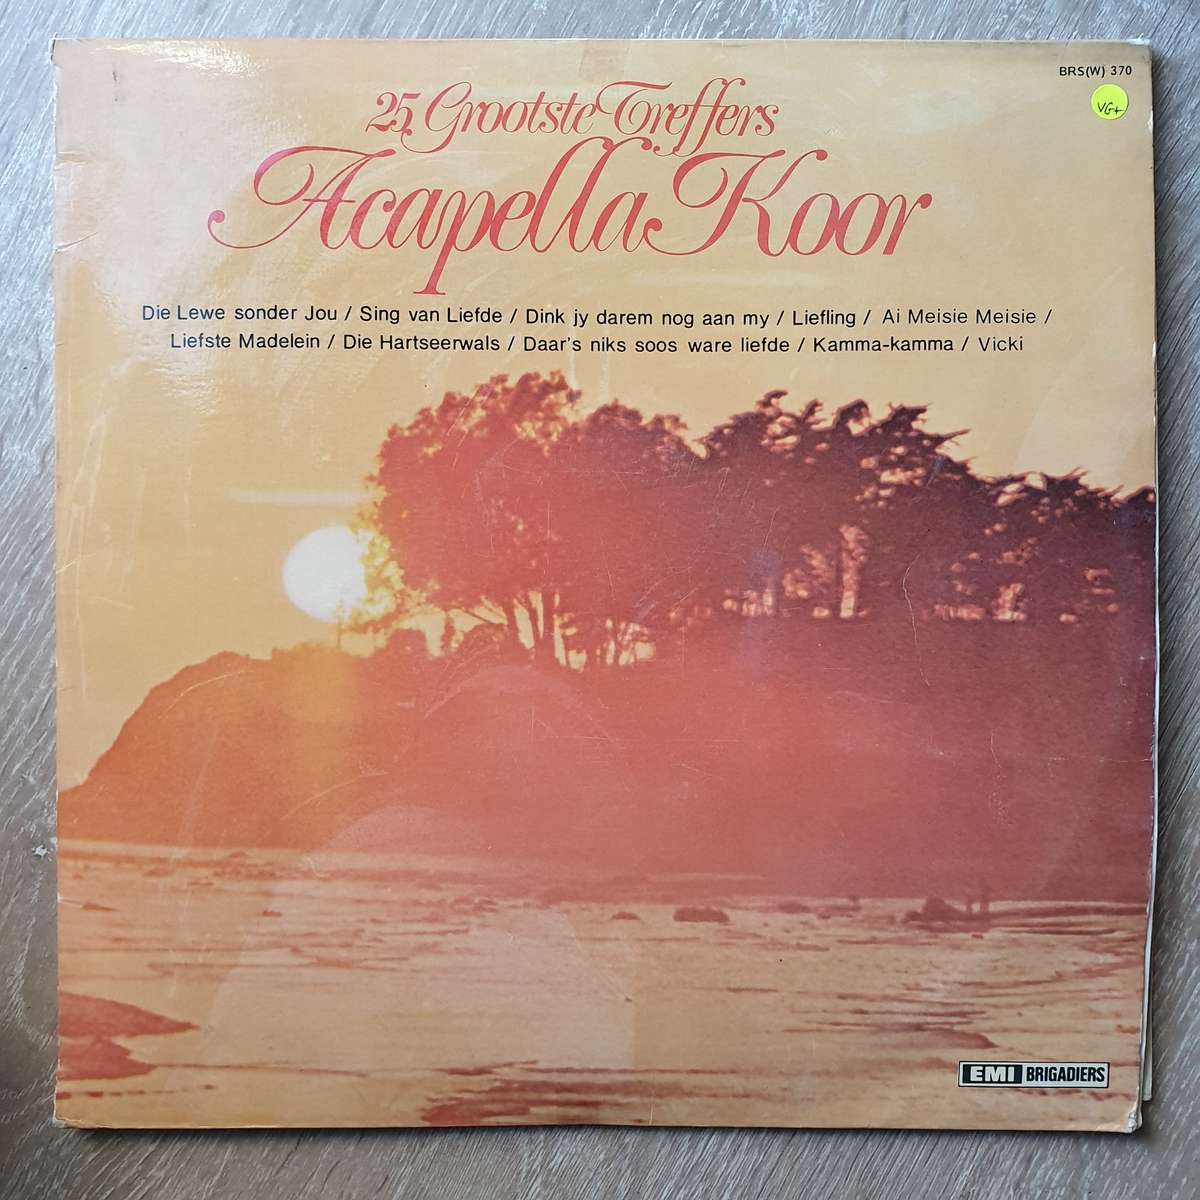 BRS(W) 370
VG+
25 Grootste Treffers
Acapella Koor
Die Lewe sonder Jou / Sing van Liefde / Dink jy darem nog aan my / Liefling / Ai Meisie Meisie /
Liefste Madelein / Die Hartseerwals / Daar's niks soos ware liefde / Kamma-kamma / Vicki
EMI BRIGADIERS